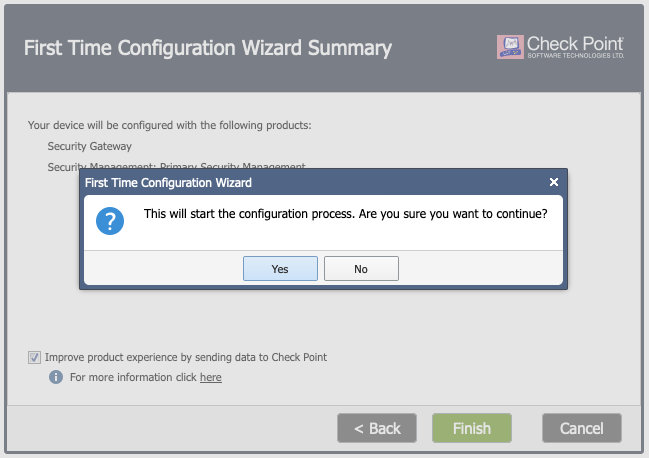 First Time Configuration Wizard Summary
Check Point
SOFTWARE TECHNOLOGIES LTD.
Your device will be configured with the following products:
Security Gateway
Security Management: Primary Security Management
First Time Configuration Wizard
This will start the configuration process. Are you sure you want to continue?
Yes
No
Improve product experience by sending data to Check Point
For more information click here
< Back
Finish
Cancel